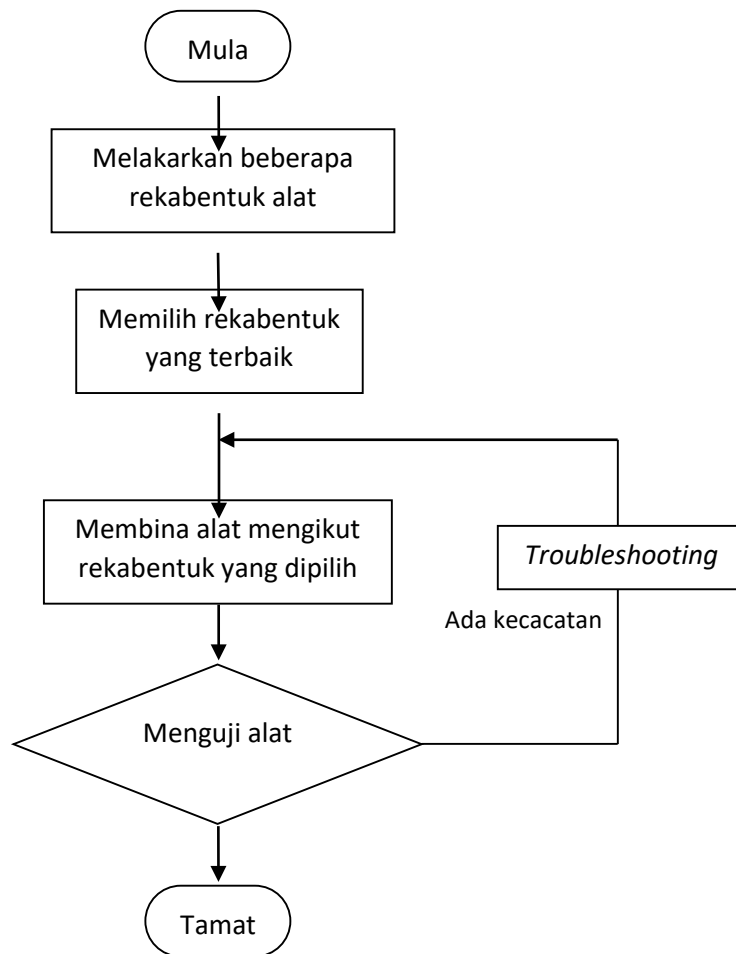 Mula
Melakarkan beberapa
rekabentuk alat
Memilih rekabentuk
yang terbaik
Membina alat mengikut
rekabentuk yang dipilih
Troubleshooting
Ada kecacatan
Menguji alat
Tamat